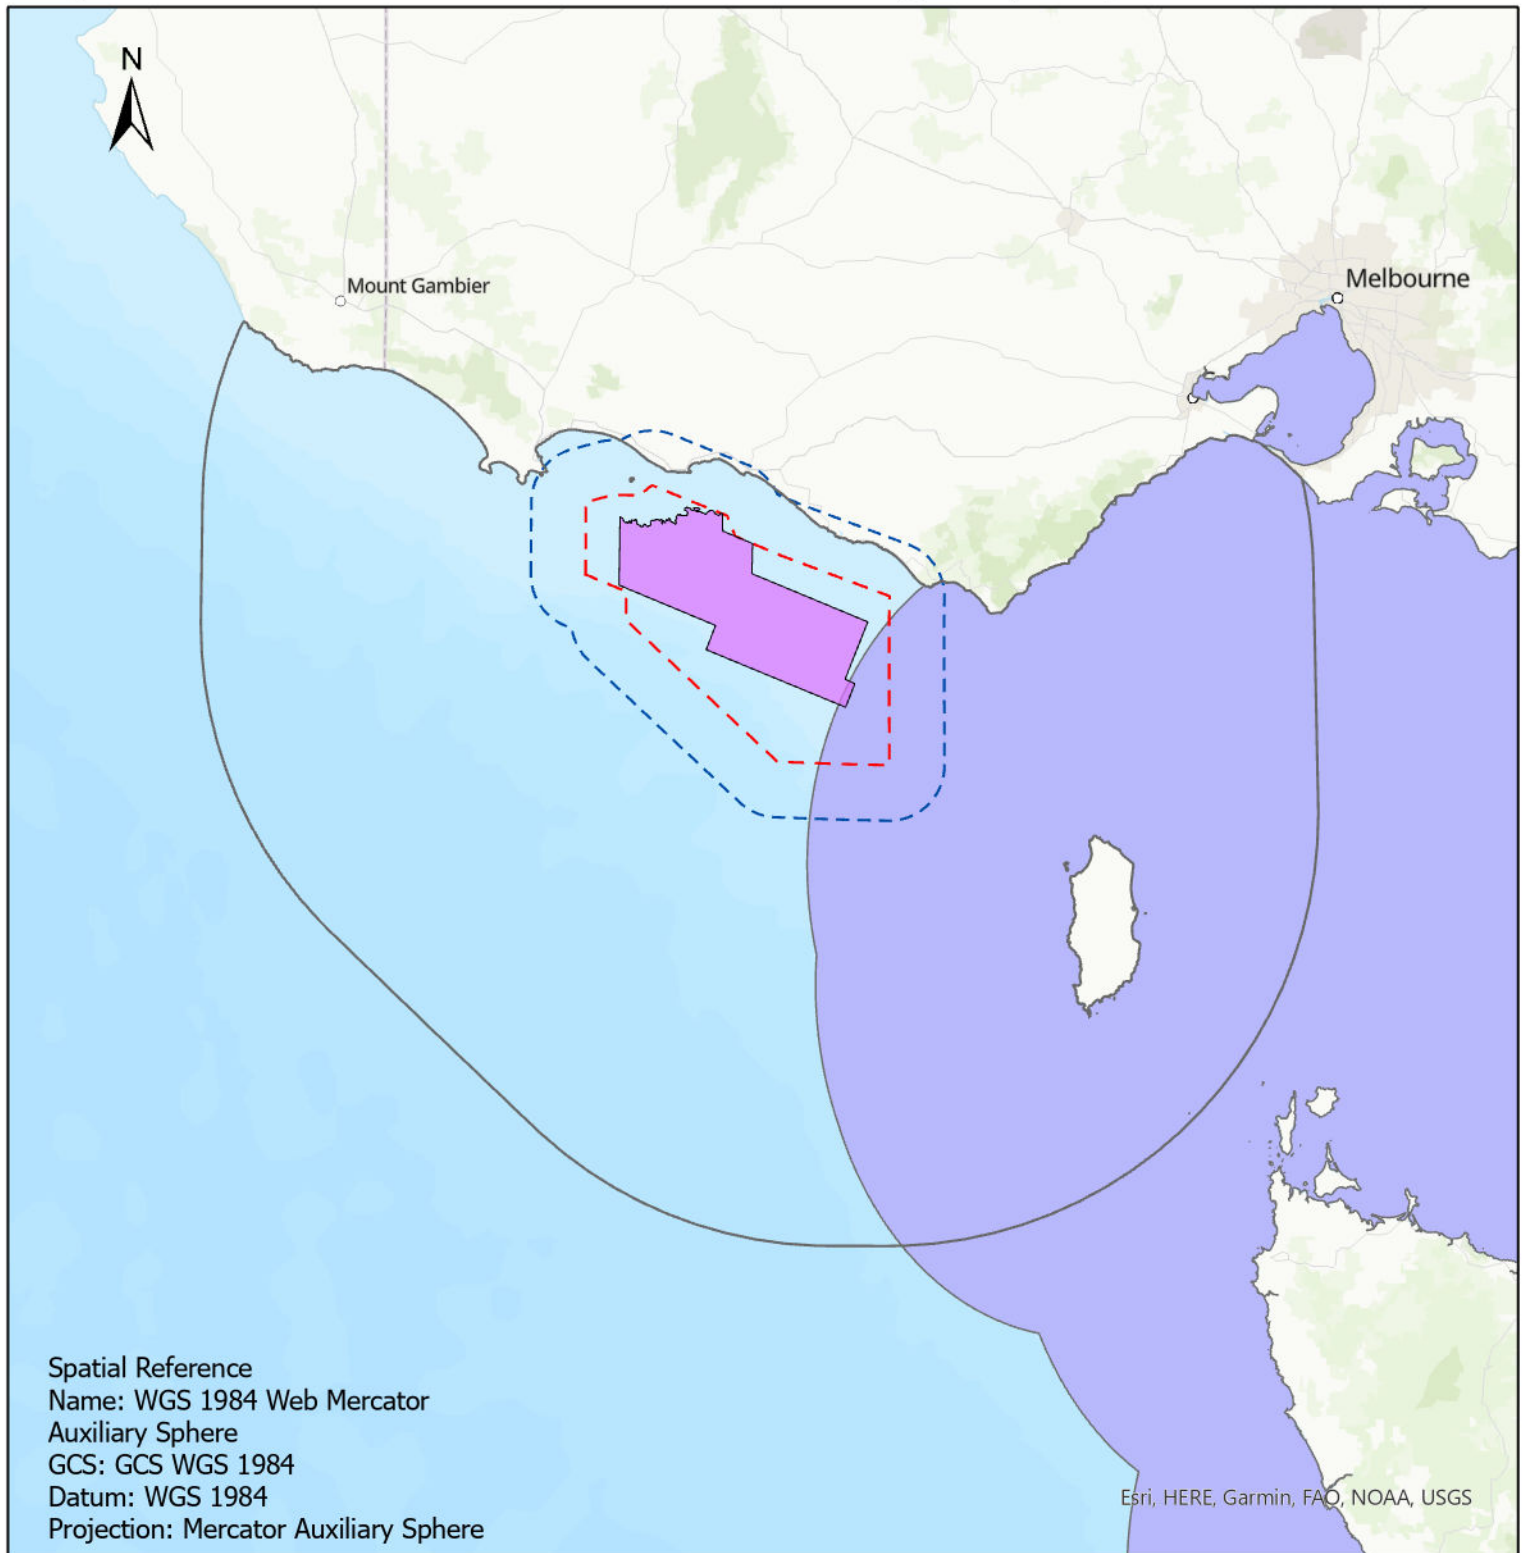 N
Mount Gambier
Melbourne
Spatial Reference
Name: WGS 1984 Web Mercator
Auxiliary Sphere
GCS: GCS WGS 1984
Datum: WGS 1984
Projection: Mercator Auxiliary Sphere
Esri, HERE, Garmin, FAO, NOAA, USGS